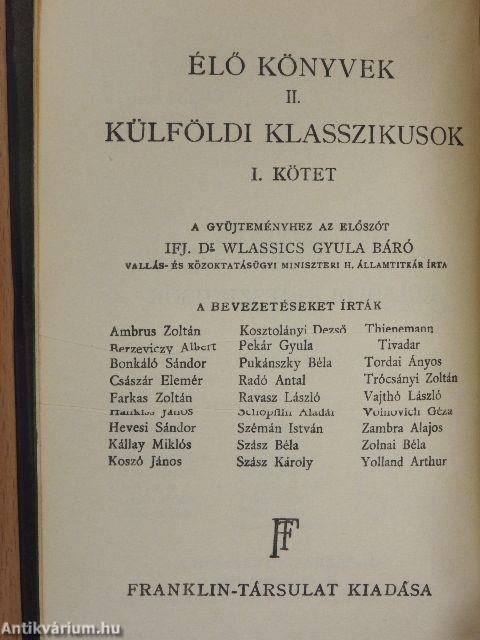 ÉLŐ KÖNYVEK
II.
KÜLFÖLDI KLASSZIKUSOK
I. KÖTET
A GYÜJTEMÉNYHEZ AZ ELŐSZÓT
IFJ. Dr. WLASSICS GYULA BÁRÓ
VALLÁS- ÉS KÖZOKTATÁSÜGYI MINISZTERI H. ÁLLAMTITKÁR IRTA
A BEVEZETÉSEKET ÍRTÁK
Ambrus Zoltán
Berzeviczy Albert
Bonkáló Sándor
Császár Elemér
Farkas Zoltán
Hankiss János
Hevesi Sándor
Kállay Miklós
Koszó János
Kosztolányi Dezső
Pekár Gyula
Pukánszky Béla
Radó Antal
Ravasz László
Schöpflin Aladár
Szémán István
Szász Béla
Szász Károly
Thienemann
Tivadar
Tordai Ányos
Trócsányi Zoltán
Vajthó László
Voinovich Géza
Zambra Alajos
Zolnai Béla
Yolland Arthur
FT
FRANKLIN-TÁRSULAT KIADÁSA
Antikvárium.hu